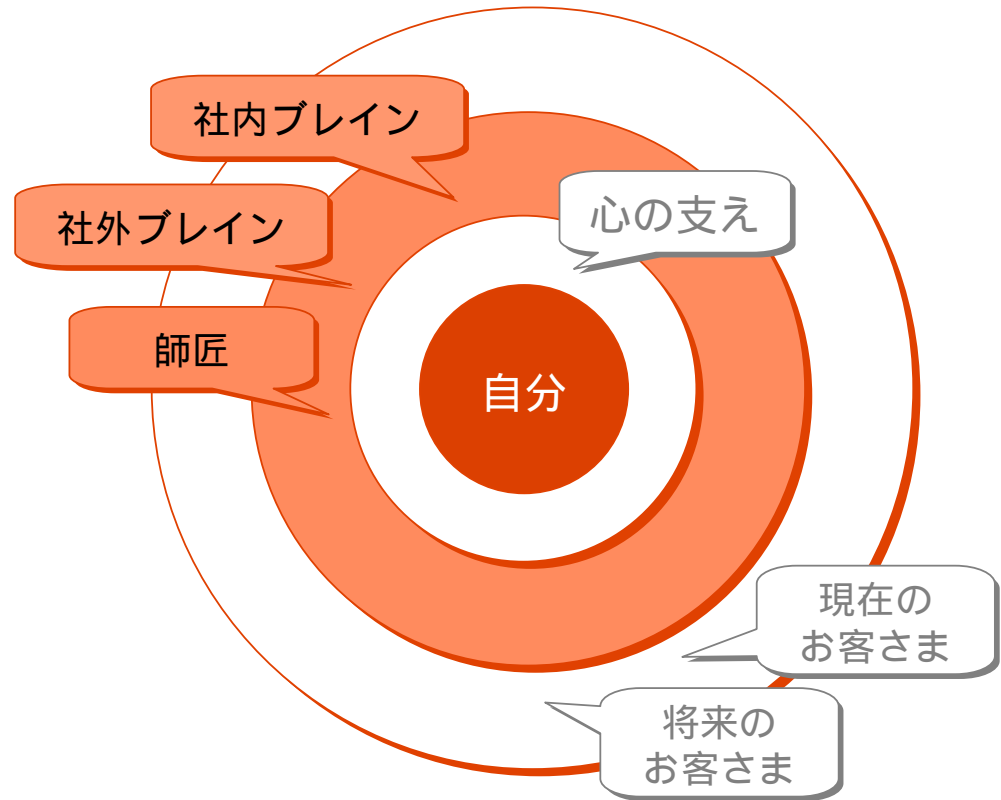 社内ブレイン
社外ブレイン
心の支え
師匠
自分
現在の
お客さま
将来の
お客さま